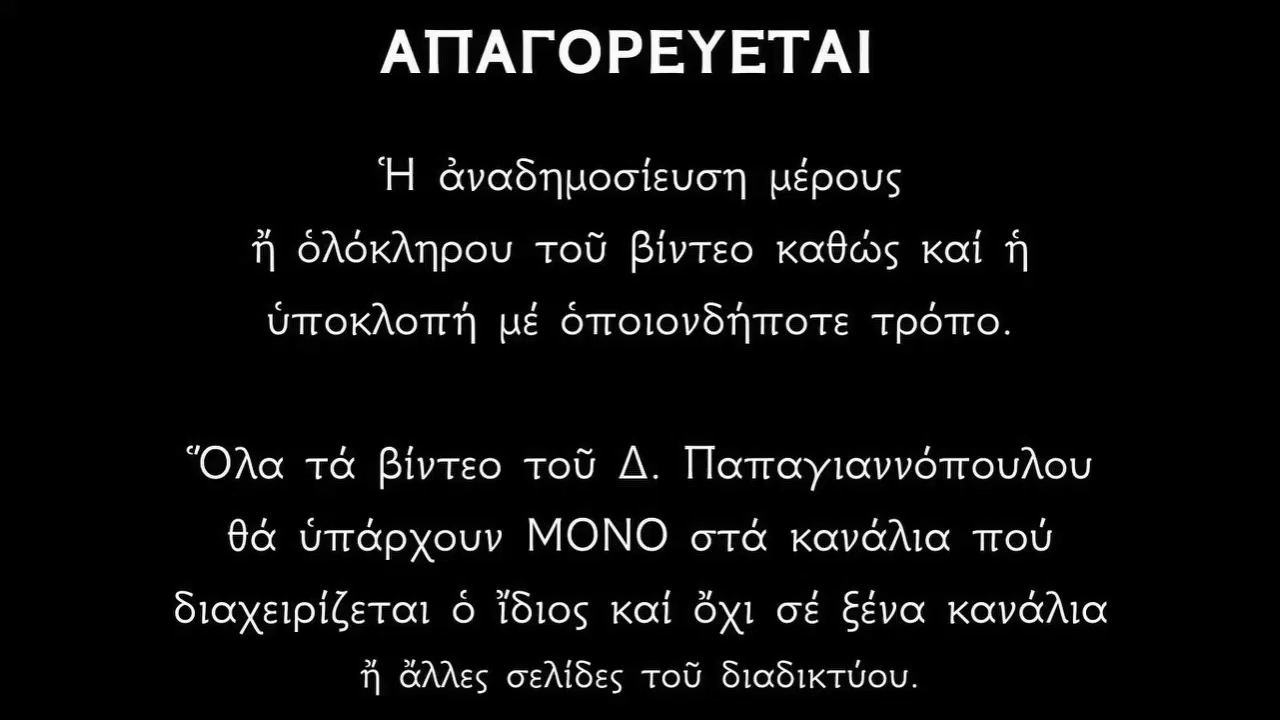 ΑΠΑΓΟΡΕΥΕΤΑΙ
Ἡ ἀναδημοσίευση μέρους
ἤ ὁλόκληρου τοῦ βίντεο καθώς καί ἡ
ὑποκλοπή μέ ὁποιονδήποτε τρόπο.
Ὅλα τά βίντεο τοῦ Δ. Παπαγιαννόπουλου
θά ὑπάρχουν ΜΟΝΟ στά κανάλια πού
διαχειρίζεται ὁ ἴδιος καί ὄχι σέ ξένα κανάλια
ἤ ἄλλες σελίδες τοῦ διαδικτύου.